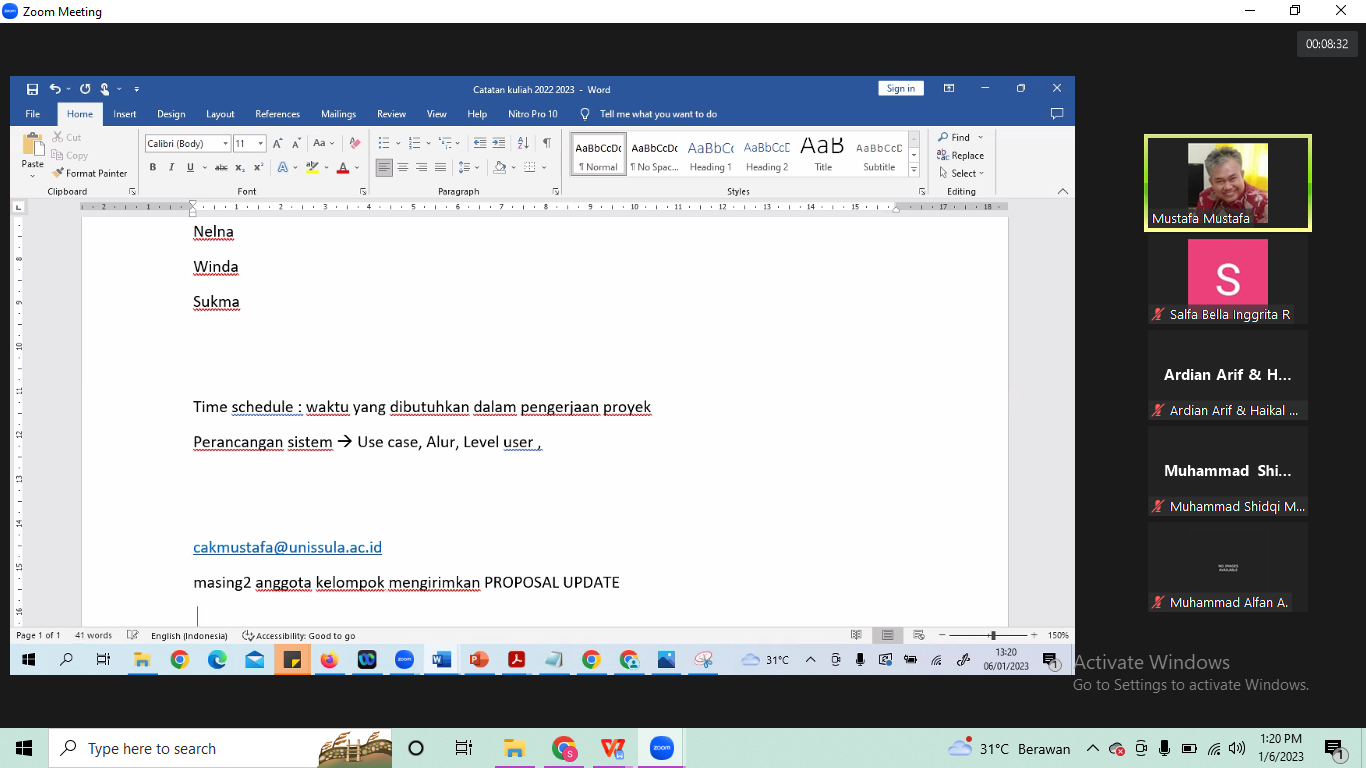 Zoom Meeting
00:08:32
Catatan kuliah 2022 2023 - Word
Sign in
File Home Insert Design Layout References Mailings Review View Help Nitro Pro 10 Tell me what you want to do
Paste
Cut
Copy
Format Painter
Clipboard
Calibri (Body) 11
Font
Paragraph
AaBbCcDc AaBbCcDc AaBbCc AaBbCcD AaB AaBbCcD
¶ Normal ¶ No Spac... Heading 1 Heading 2 Title Subtitle
Styles
Find
Replace
Select
Editing
Nelna
Winda
Sukma
Time schedule : waktu yang dibutuhkan dalam pengerjaan proyek
Perancangan sistem → Use case, Alur, Level user ,
cakmustafa@unissula.ac.id
masing2 anggota kelompok mengirimkan PROPOSAL UPDATE
Page 1 of 1 41 words English (Indonesia) Accessibility: Good to go 150%
31°C
13:20
06/01/2023
Mustafa Mustafa
S
Salfa Bella Inggrita R
Ardian Arif & H...
Ardian Arif & Haikal ...
Muhammad Shi...
Muhammad Shidqi M...
NO IMAGES
AVAILABLE
Muhammad Alfan A.
Activate Windows
Go to Settings to activate Windows.
Type here to search
31°C Berawan
1:20 PM
1/6/2023